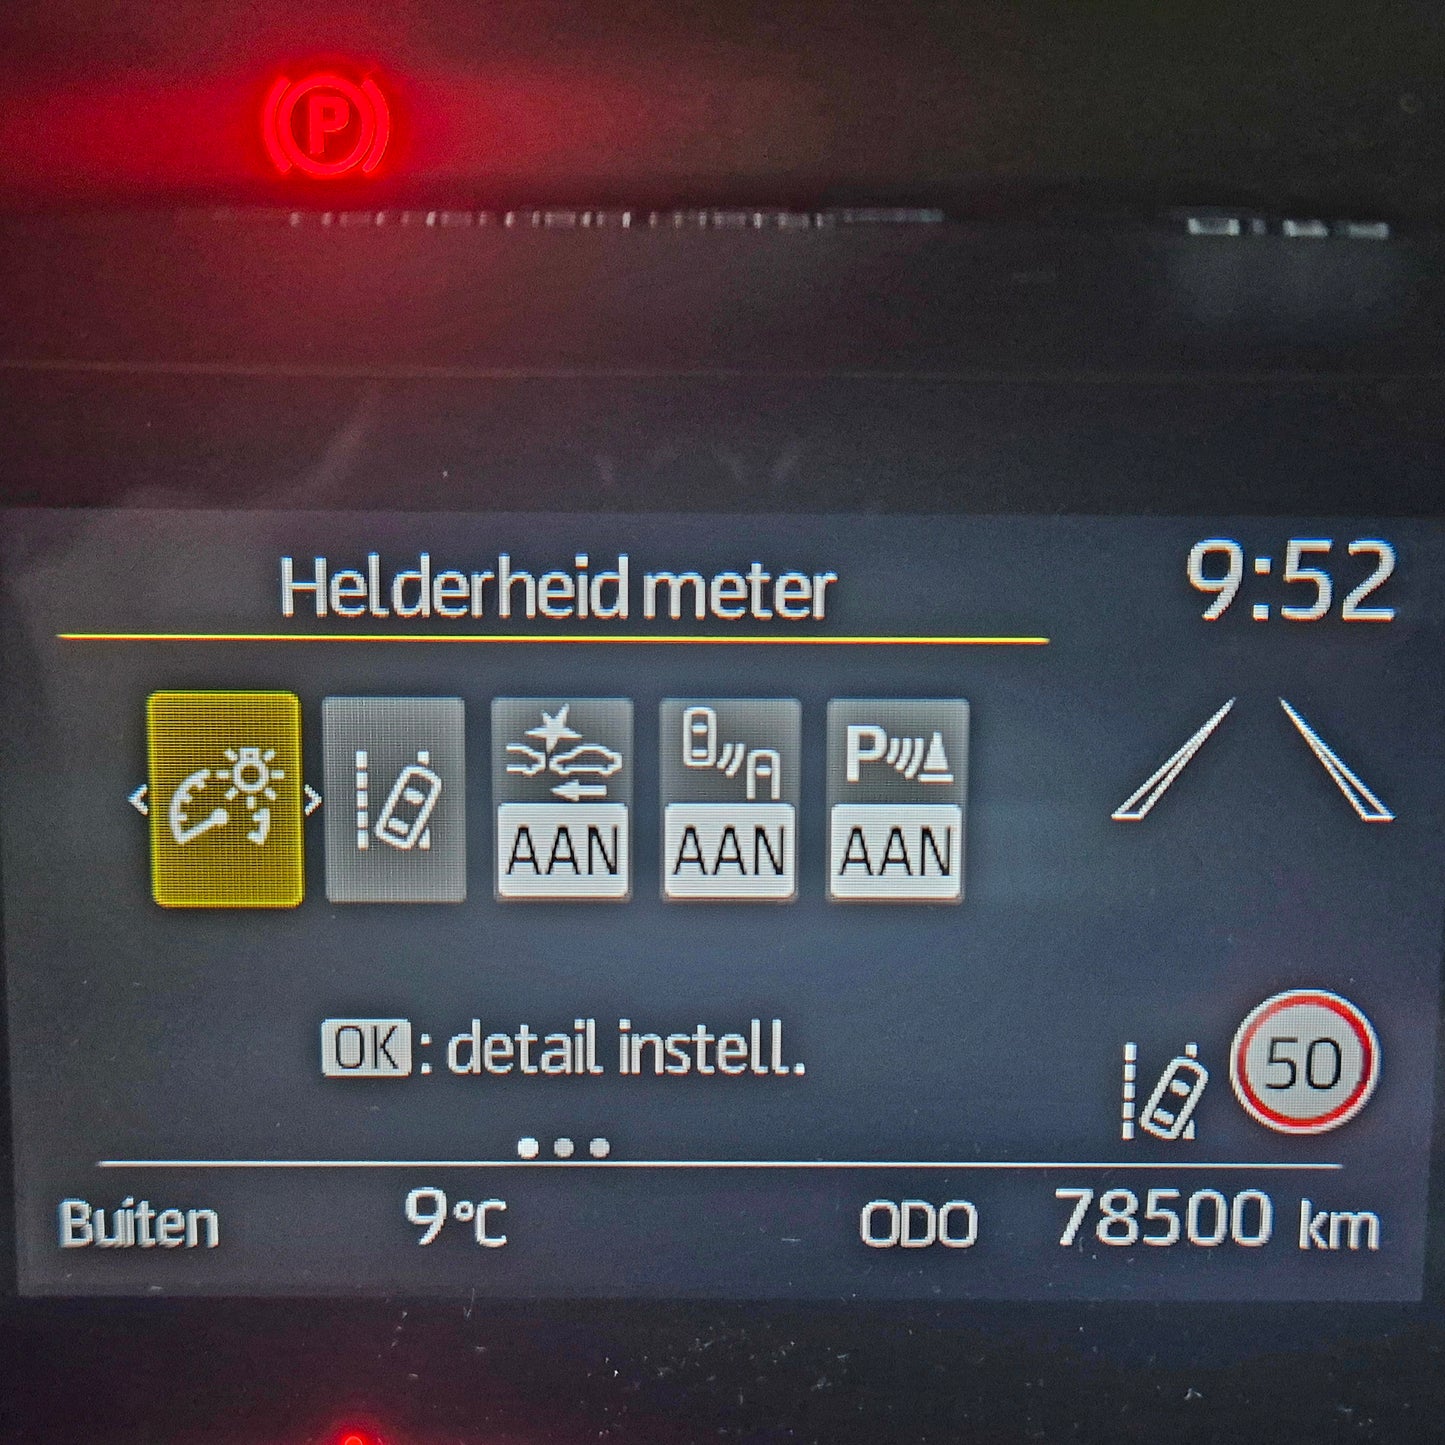 P
Helderheid meter
9:52
P
AAN AAN AAN
OK : detail instell.
50
Buiten 9°C ODO 78500 km